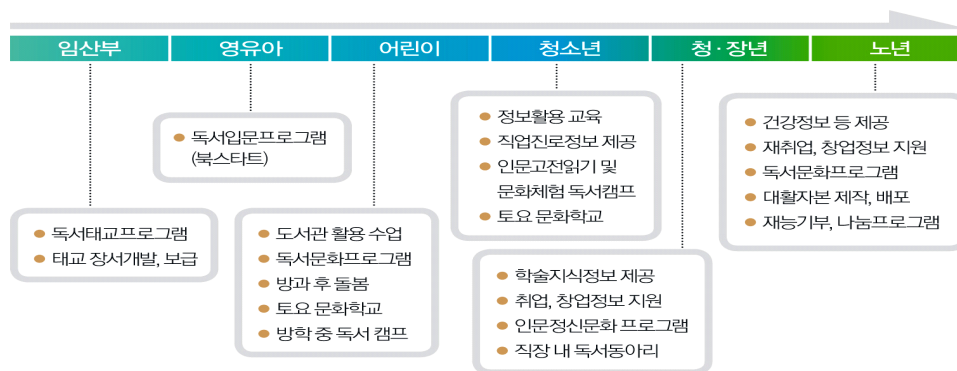 임산부
영유아
어린이
청소년
청·장년
노년
독서태교프로그램
태교 장서개발, 보급
독서입문프로그램
(북스타트)
도서관 활용 수업
독서문화프로그램
방과 후 돌봄
토요 문화학교
방학 중 독서 캠프
정보활용 교육
직업진로정보 제공
인문고전읽기 및
문화체험 독서캠프
토요 문화학교
학술지식정보 제공
취업, 창업정보 지원
인문정신문화 프로그램
직장 내 독서동아리
건강정보 등 제공
재취업, 창업정보 지원
독서문화프로그램
대활자본 제작, 배포
재능기부, 나눔프로그램